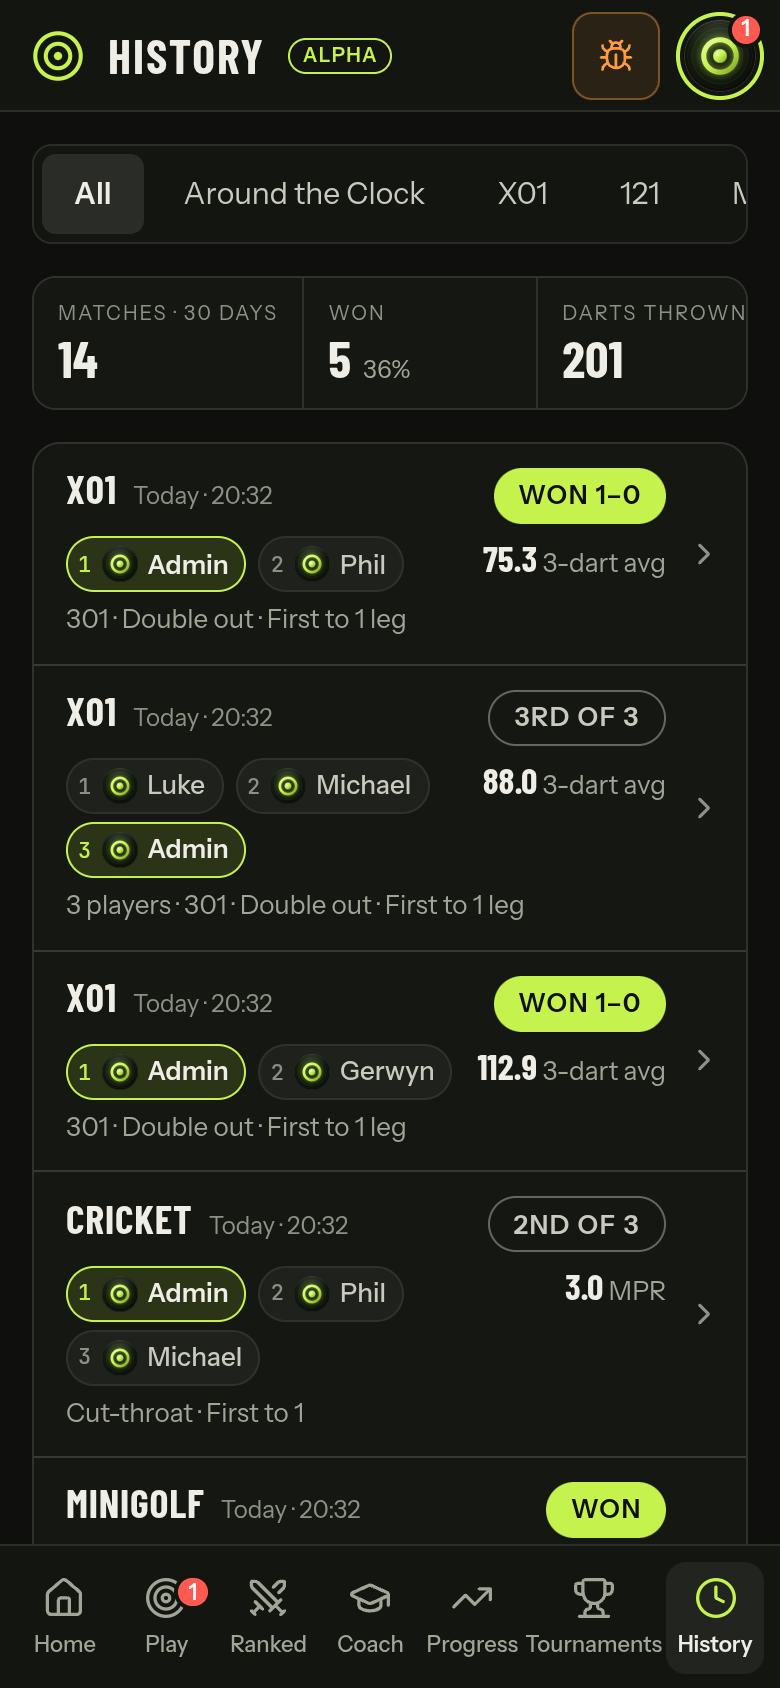 HISTORY ALPHA 1
All Around the Clock X01 121
MATCHES · 30 DAYS WON DARTS THROWN
14 5 36% 201
X01 Today · 20:32 WON 1–0
1 Admin 2 Phil 75.3 3-dart avg
301 · Double out · First to 1 leg
X01 Today · 20:32 3RD OF 3
1 Luke 2 Michael 88.0 3-dart avg
3 Admin
3 players · 301 · Double out · First to 1 leg
X01 Today · 20:32 WON 1–0
1 Admin 2 Gerwyn 112.9 3-dart avg
301 · Double out · First to 1 leg
CRICKET Today · 20:32 2ND OF 3
1 Admin 2 Phil 3.0 MPR
3 Michael
Cut-throat · First to 1
MINIGOLF Today · 20:32 WON
1
Home Play Ranked Coach Progress Tournaments History